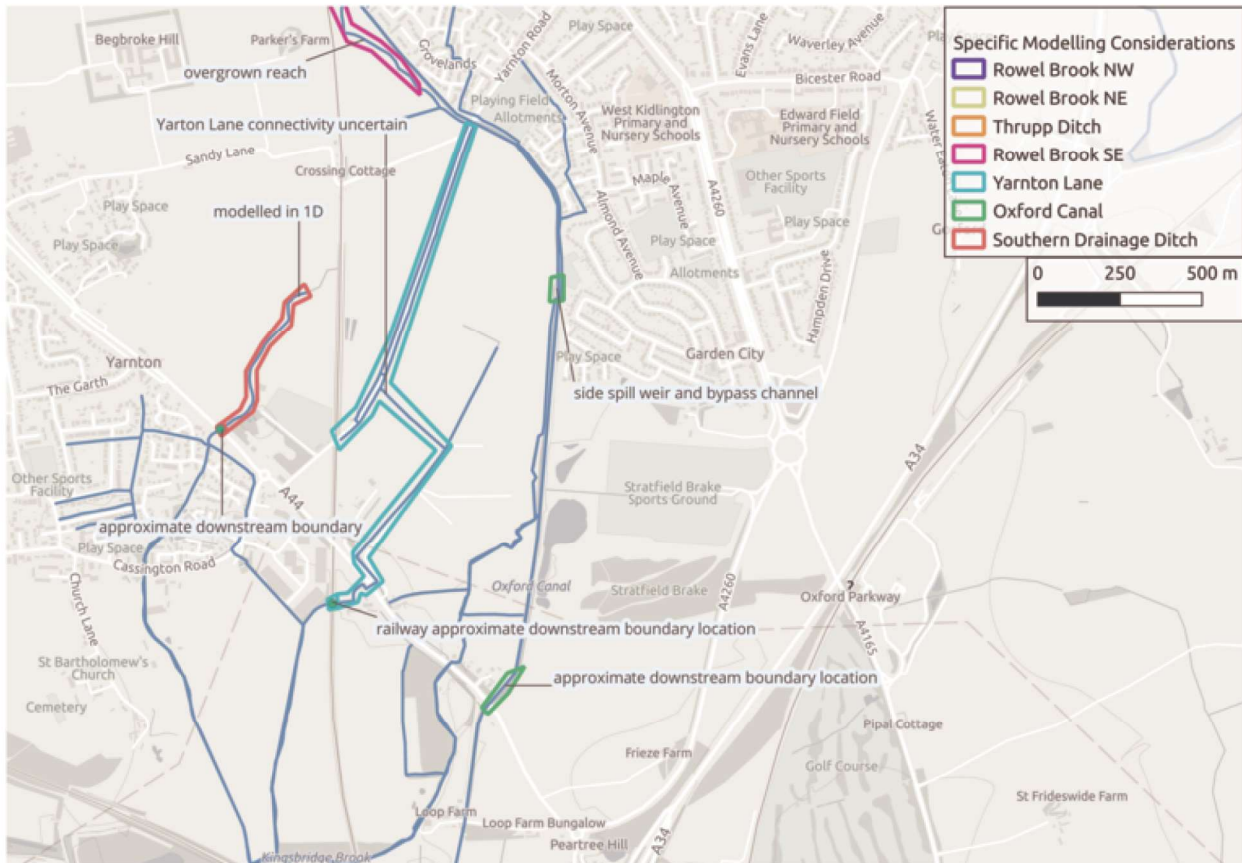 Begbroke Hill
Parker's Farm
Grovelands
Yarnton Road
Play Space
Evans Lane
Waverley Avenue
Bicester Road
overgrown reach
Playing Field
Allotments
Morton Avenue
West Kidlington
Primary and
Nursery Schools
Edward Field
Primary and
Nursery Schools
Yarton Lane connectivity uncertain
Sandy Lane
Crossing Cottage
Maple Avenue
A4260
Other Sports
Facility
Play Space
modelled in 1D
Play Space
Almond Avenue
Play Space
Play Space
Allotments
Hampden Drive
Yarnton
The Garth
Play Space
Garden City
side spill weir and bypass channel
Other Sports
Facility
A44
Stratfield Brake
Sports Ground
A34
approximate downstream boundary
Play Space
Cassington Road
Church Lane
Oxford Canal
Stratfield Brake
A4260
?
Oxford Parkway
A4165
railway approximate downstream boundary location
St Bartholomew's
Church
approximate downstream boundary location
Cemetery
Pipal Cottage
Frieze Farm
Golf Course
St Frideswide Farm
Loop Farm
Loop Farm Bungalow
Peartree Hill
A34
Kingsbridge Brook
Specific Modelling Considerations
Rowel Brook NW
Rowel Brook NE
Thrupp Ditch
Rowel Brook SE
Yarnton Lane
Oxford Canal
Southern Drainage Ditch
0 250 500 m